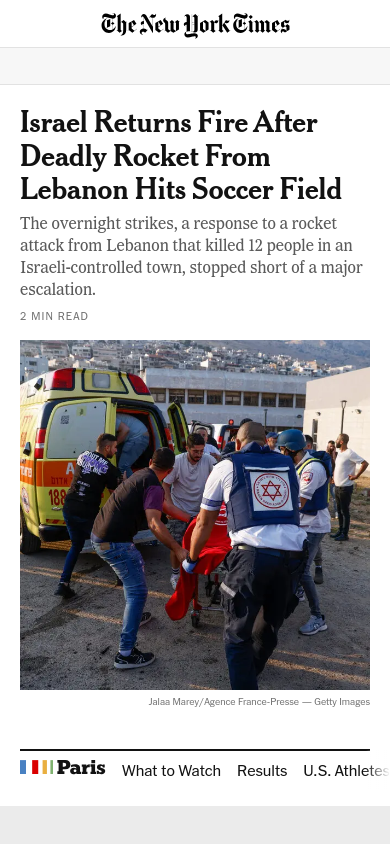 The New York Times
Israel Returns Fire After
Deadly Rocket From
Lebanon Hits Soccer Field
The overnight strikes, a response to a rocket
attack from Lebanon that killed 12 people in an
Israeli-controlled town, stopped short of a major
escalation.
2 MIN READ
188
Jalaa Marey/Agence France-Presse — Getty Images
Paris What to Watch Results U.S. Athletes